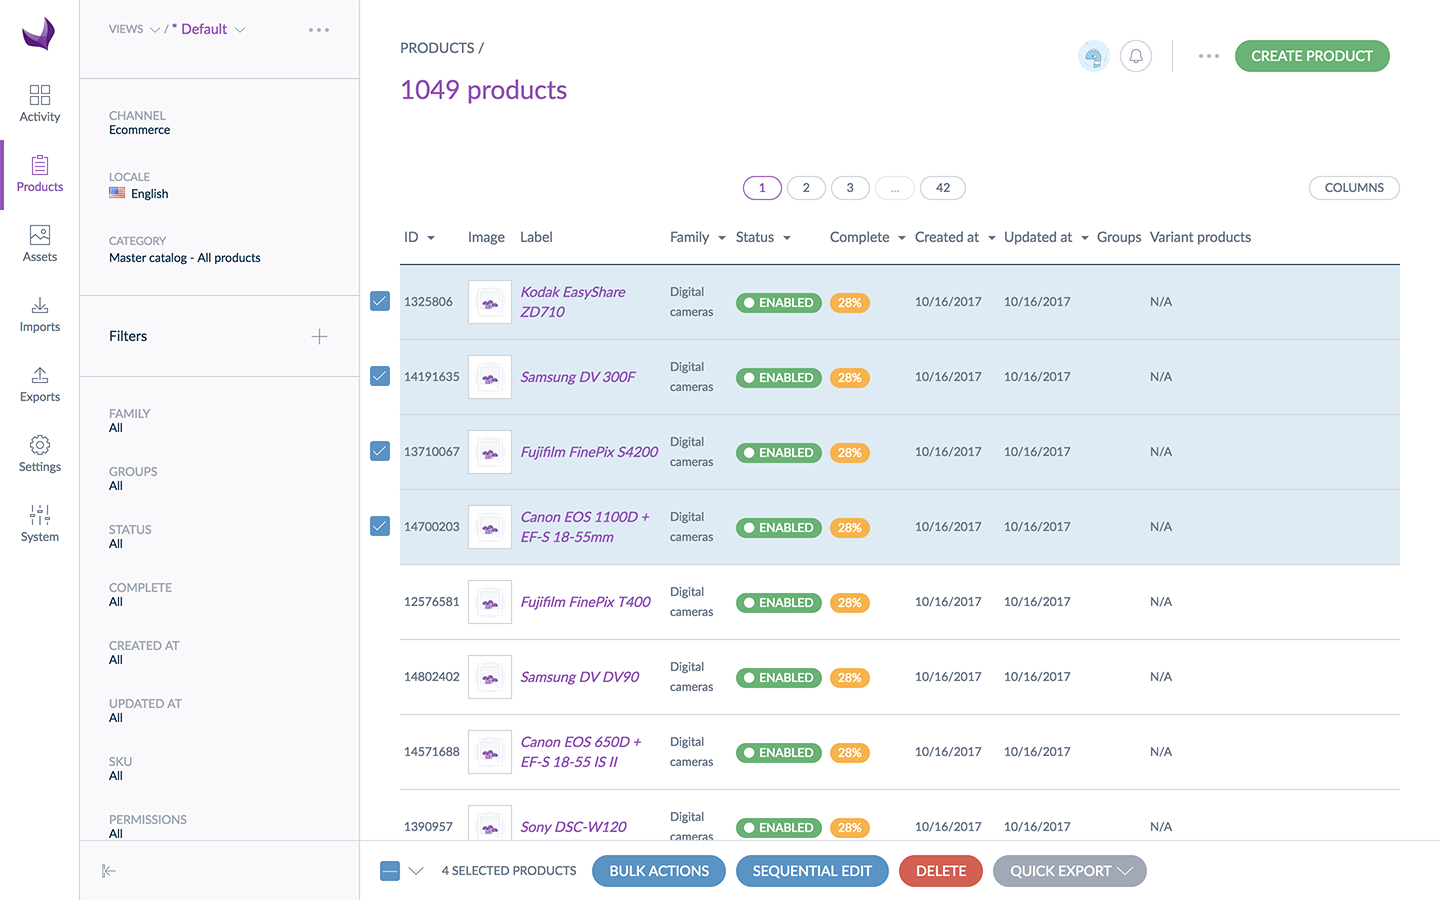 Activity
Products
Assets
Imports
Exports
Settings
System
VIEWS / * Default
CHANNEL
Ecommerce
LOCALE
English
CATEGORY
Master catalog - All products
Filters
FAMILY
All
GROUPS
All
STATUS
All
COMPLETE
All
CREATED AT
All
UPDATED AT
All
SKU
All
PERMISSIONS
All
PRODUCTS /
CREATE PRODUCT
1049 products
1 2 3 ... 42 COLUMNS
ID Image Label Family Status Complete Created at Updated at Groups Variant products
1325806 Kodak EasyShare ZD710 Digital cameras ENABLED 28% 10/16/2017 10/16/2017 N/A
14191635 Samsung DV 300F Digital cameras ENABLED 28% 10/16/2017 10/16/2017 N/A
13710067 Fujifilm FinePix S4200 Digital cameras ENABLED 28% 10/16/2017 10/16/2017 N/A
14700203 Canon EOS 1100D + EF-S 18-55mm Digital cameras ENABLED 28% 10/16/2017 10/16/2017 N/A
12576581 Fujifilm FinePix T400 Digital cameras ENABLED 28% 10/16/2017 10/16/2017 N/A
14802402 Samsung DV DV90 Digital cameras ENABLED 28% 10/16/2017 10/16/2017 N/A
14571688 Canon EOS 650D + EF-S 18-55 IS II Digital cameras ENABLED 28% 10/16/2017 10/16/2017 N/A
1390957 Sony DSC-W120 Digital cameras ENABLED 28% 10/16/2017 10/16/2017 N/A
4 SELECTED PRODUCTS BULK ACTIONS SEQUENTIAL EDIT DELETE QUICK EXPORT